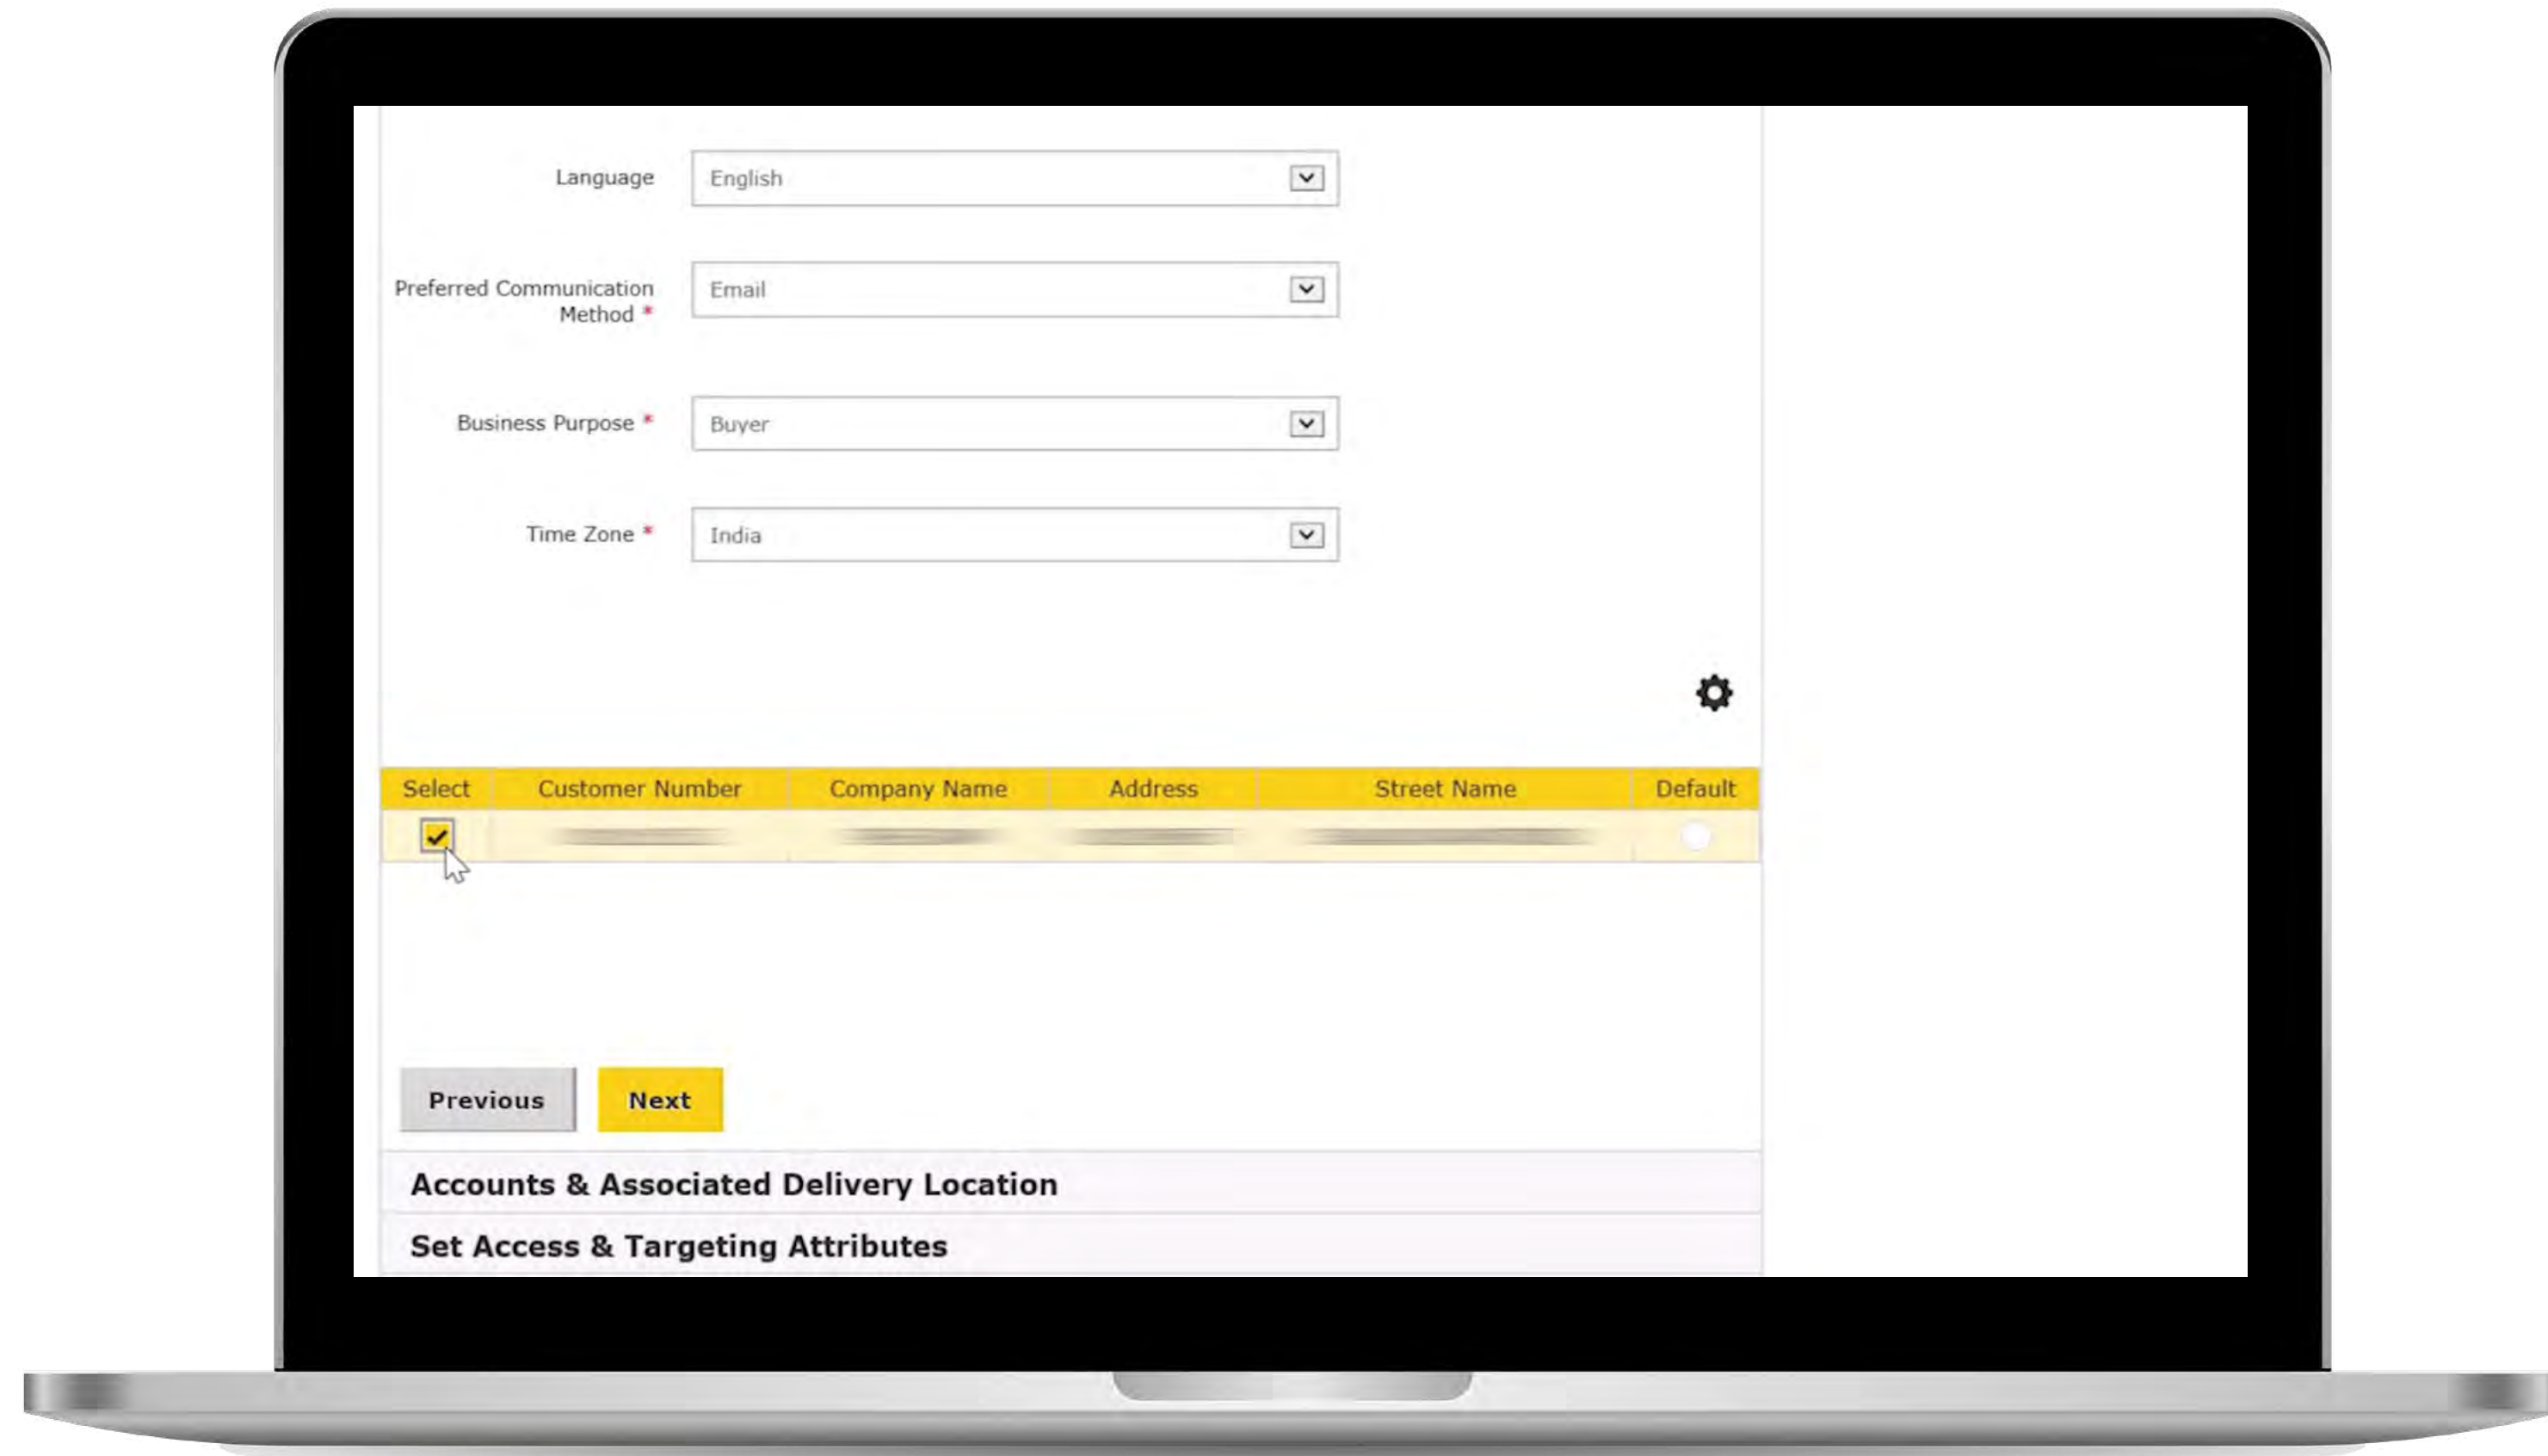 Language English
Preferred Communication Method * Email
Business Purpose * Buyer
Time Zone * India
Select Customer Number Company Name Address Street Name Default
Previous Next
Accounts & Associated Delivery Location
Set Access & Targeting Attributes